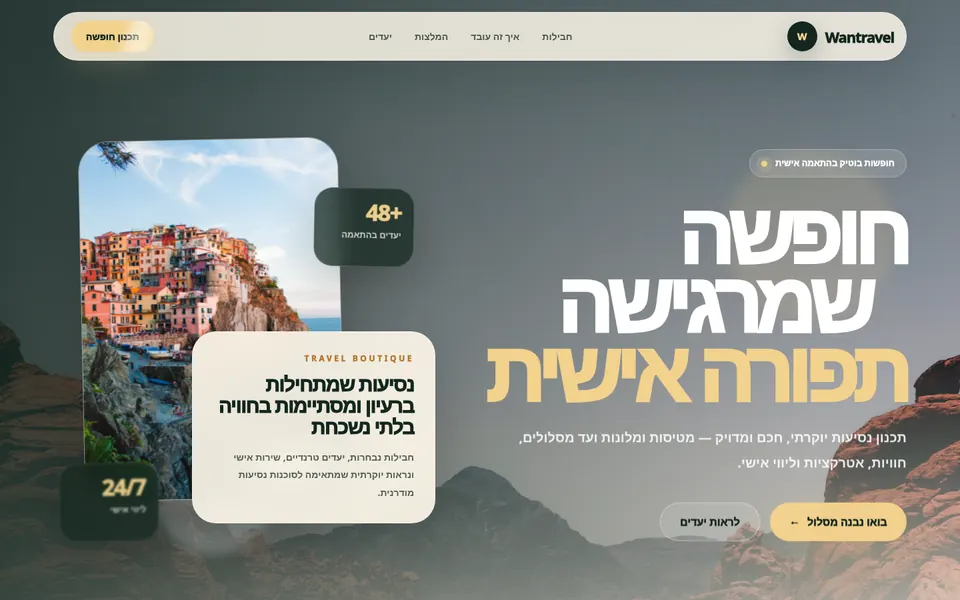 Wantravel
W
חבילות
איך זה עובד
המלצות
יעדים
תכנון חופשה
חופשות בוטיק בהתאמה אישית
חופשה
שמרגישה
תפורה אישית
תכנון נסיעות יוקרתי, חכם ומדויק — מטיסות ומלונות ועד מסלולים,
חוויות, אטרקציות וליווי אישי.
בואו נבנה מסלול ←
לראות יעדים
48+
יעדים בהתאמה
TRAVEL BOUTIQUE
נסיעות שמתחילות
ברעיון ומסתיימות בחוויה
בלתי נשכחת
חבילות נבחרות, יעדים טרנדיים, שירות אישי
ונראות יוקרתית שמתאימה לסוכנות נסיעות
מודרנית.
24/7
ליווי אישי